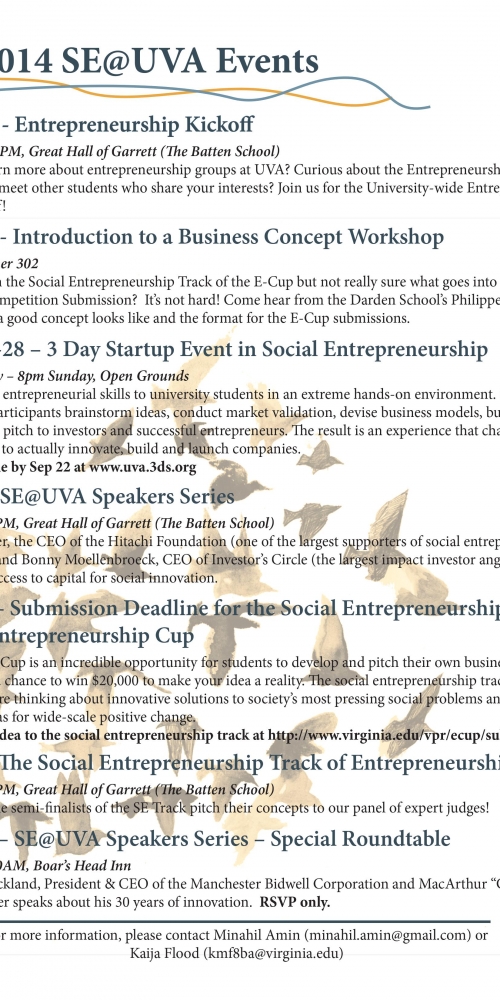 014 SE@UVA Events
- Entrepreneurship Kickoff
PM, Great Hall of Garrett (The Batten School)
rn more about entrepreneurship groups at UVA? Curious about the Entrepreneursh
meet other students who share your interests? Join us for the University-wide Entre
f!
- Introduction to a Business Concept Workshop
er 302
n the Social Entrepreneurship Track of the E-Cup but not really sure what goes into
ompetition Submission? It's not hard! Come hear from the Darden School's Philippe
a good concept looks like and the format for the E-Cup submissions.
-28 – 3 Day Startup Event in Social Entrepreneurship
y – 8pm Sunday, Open Grounds
entrepreneurial skills to university students in an extreme hands-on environment.
articipants brainstorm ideas, conduct market validation, devise business models, bu
pitch to investors and successful entrepreneurs. The result is an experience that cha
to actually innovate, build and launch companies.
e by Sep 22 at www.uva.3ds.org
SE@UVA Speakers Series
PM, Great Hall of Garrett (The Batten School)
er, the CEO of the Hitachi Foundation (one of the largest supporters of social entrep
and Bonny Moellenbroeck, CEO of Investor's Circle (the largest impact investor ang
ccess to capital for social innovation.
- Submission Deadline for the Social Entrepreneurship
ntrepreneurship Cup
Cup is an incredible opportunity for students to develop and pitch their own busine
chance to win $20,000 to make your idea a reality. The social entrepreneurship trac
re thinking about innovative solutions to society's most pressing social problems an
ns for wide-scale positive change.
dea to the social entrepreneurship track at http://www.virginia.edu/vpr/ecup/su
The Social Entrepreneurship Track of Entrepreneurshi
PM, Great Hall of Garrett (The Batten School)
e semi-finalists of the SE Track pitch their concepts to our panel of expert judges!
– SE@UVA Speakers Series – Special Roundtable
0AM, Boar's Head Inn
ckland, President & CEO of the Manchester Bidwell Corporation and MacArthur "G
er speaks about his 30 years of innovation. RSVP only.
or more information, please contact Minahil Amin (minahil.amin@gmail.com) or
Kaija Flood (kmf8ba@virginia.edu)